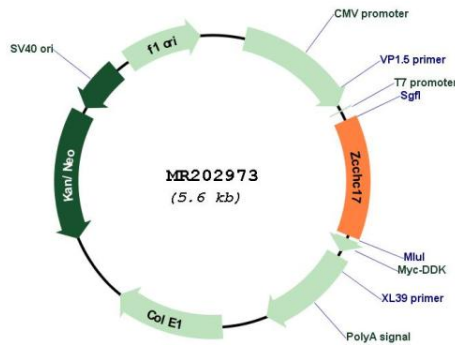 CMV promoter
VP1.5 primer
T7 promoter
SgfI
Zcchc17
MluI
Myc-DDK
XL39 primer
PolyA signal
Col E1
Kan/Neo
SV40 ori
f1 ori
MR202973
(5.6 kb)